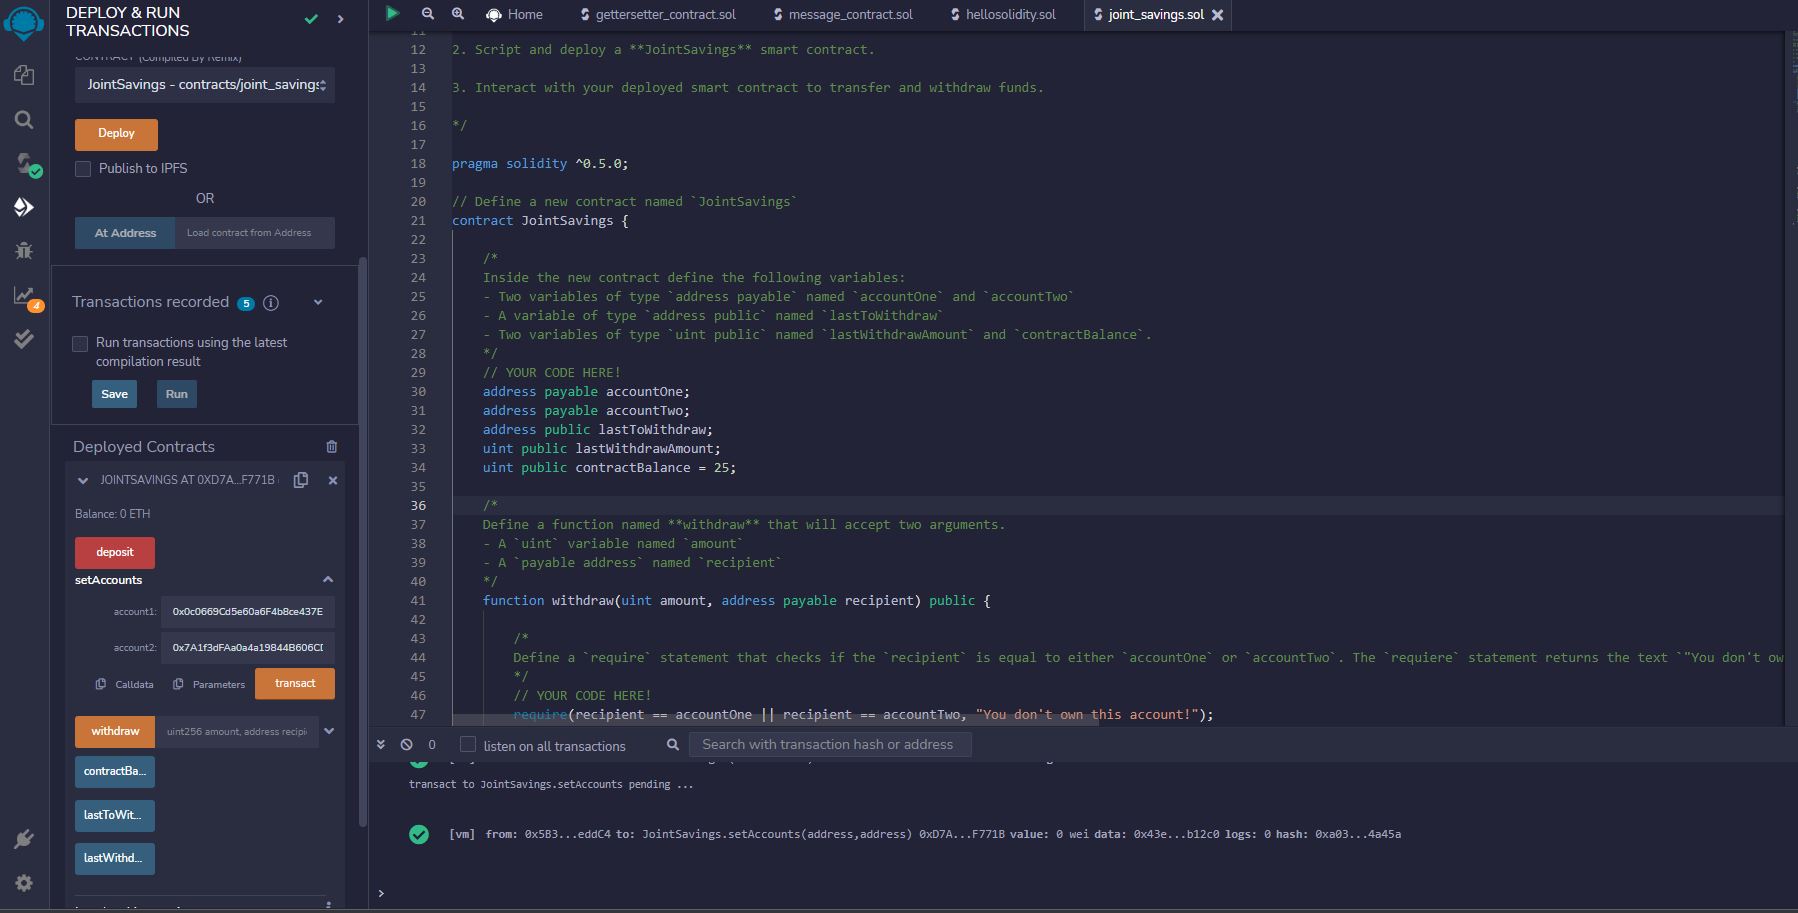 DEPLOY & RUN
TRANSACTIONS
CONTRACT (Compiled By Remix)
JointSavings - contracts/joint_savings
Deploy
Publish to IPFS
OR
At Address
Load contract from Address
Transactions recorded 5
Run transactions using the latest
compilation result
Save
Run
Deployed Contracts
JOINTSAVINGS AT 0XD7A...F771B
Balance: 0 ETH
deposit
setAccounts
account1: 0x0c0669Cd5e60a6F4b8ce437E
account2: 0x7A1f3dFAa0a4a19844B606CD
Calldata
Parameters
transact
withdraw
uint256 amount, address recipi
contractBa...
lastToWit...
lastWithd...
4
Home
gettersetter_contract.sol
message_contract.sol
hellosolidity.sol
joint_savings.sol
11
12 2. Script and deploy a **JointSavings** smart contract.
13
14 3. Interact with your deployed smart contract to transfer and withdraw funds.
15
16 */
17
18 pragma solidity ^0.5.0;
19
20 // Define a new contract named `JointSavings`
21 contract JointSavings {
22
23 /*
24 Inside the new contract define the following variables:
25 - Two variables of type `address payable` named `accountOne` and `accountTwo`
26 - A variable of type `address public` named `lastToWithdraw`
27 - Two variables of type `uint public` named `lastWithdrawAmount` and `contractBalance`.
28 */
29 // YOUR CODE HERE!
30 address payable accountOne;
31 address payable accountTwo;
32 address public lastToWithdraw;
33 uint public lastWithdrawAmount;
34 uint public contractBalance = 25;
35
36 /*
37 Define a function named **withdraw** that will accept two arguments.
38 - A `uint` variable named `amount`
39 - A `payable address` named `recipient`
40 */
41 function withdraw(uint amount, address payable recipient) public {
42
43 /*
44 Define a `require` statement that checks if the `recipient` is equal to either `accountOne` or `accountTwo`. The `requiere` statement returns the text `"You don't ow
45 */
46 // YOUR CODE HERE!
47 require(recipient == accountOne || recipient == accountTwo, "You don't own this account!");
0
listen on all transactions
Search with transaction hash or address
transact to JointSavings.setAccounts pending ...
[vm] from: 0x5B3...eddC4 to: JointSavings.setAccounts(address,address) 0xD7A...F771B value: 0 wei data: 0x43e...b12c0 logs: 0 hash: 0xa03...4a45a
>